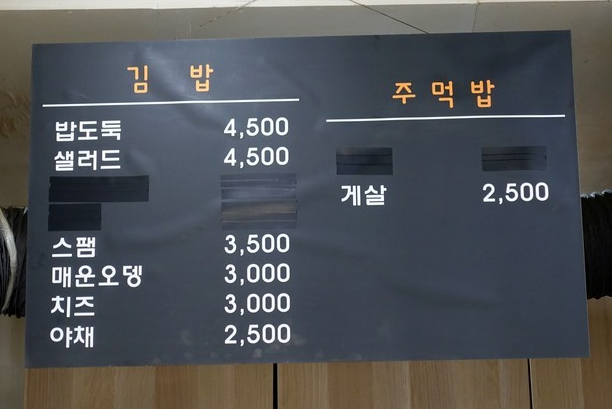 김 밥
밥도둑 4,500
샐러드 4,500
스팸 3,500
매운오뎅 3,000
치즈 3,000
야채 2,500
주먹밥
게살 2,500